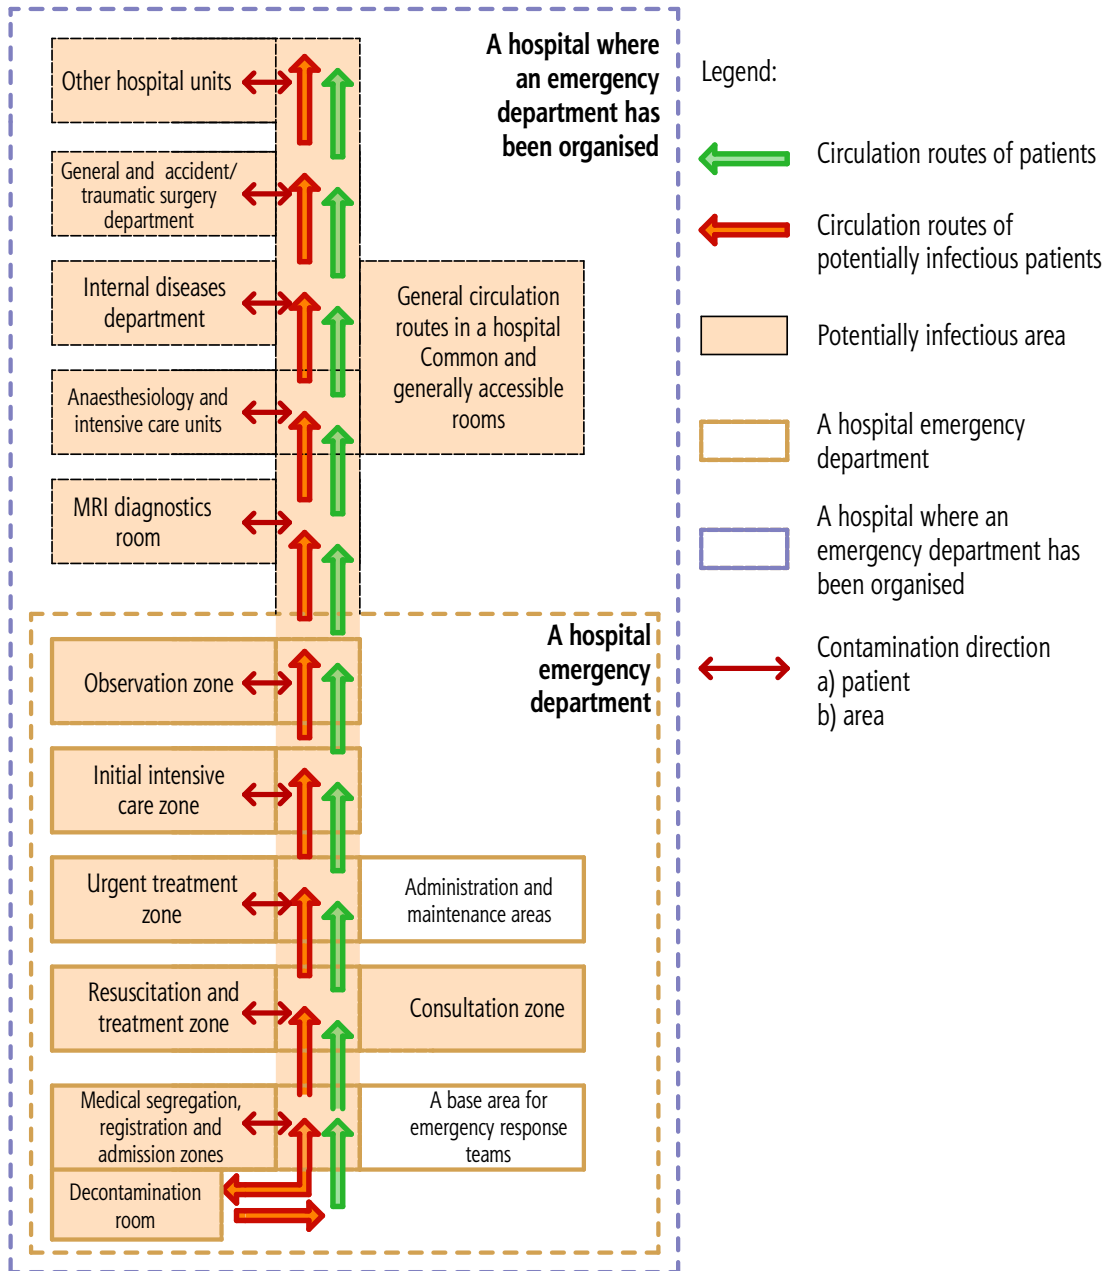 A hospital where
an emergency
department has
been organised
Other hospital units
General and accident/
traumatic surgery
department
Internal diseases
department
General circulation
routes in a hospital
Common and
generally accessible
rooms
Anaesthesiology and
intensive care units
MRI diagnostics
room
A hospital
emergency
department
Observation zone
Initial intensive
care zone
Urgent treatment
zone
Administration and
maintenance areas
Resuscitation and
treatment zone
Consultation zone
Medical segregation,
registration and
admission zones
A base area for
emergency response
teams
Decontamination
room
Legend:
Circulation routes of patients
Circulation routes of
potentially infectious patients
Potentially infectious area
A hospital emergency
department
A hospital where an
emergency department has
been organised
Contamination direction
a) patient
b) area